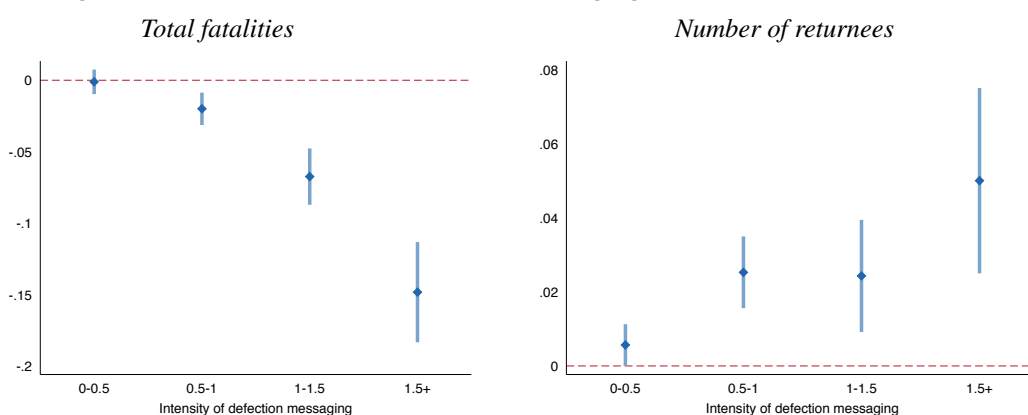 Total fatalities
0
-.05
-.1
-.15
-.2
0-0.5 0.5-1 1-1.5 1.5+
Intensity of defection messaging
Number of returnees
.08
.06
.04
.02
0
0-0.5 0.5-1 1-1.5 1.5+
Intensity of defection messaging